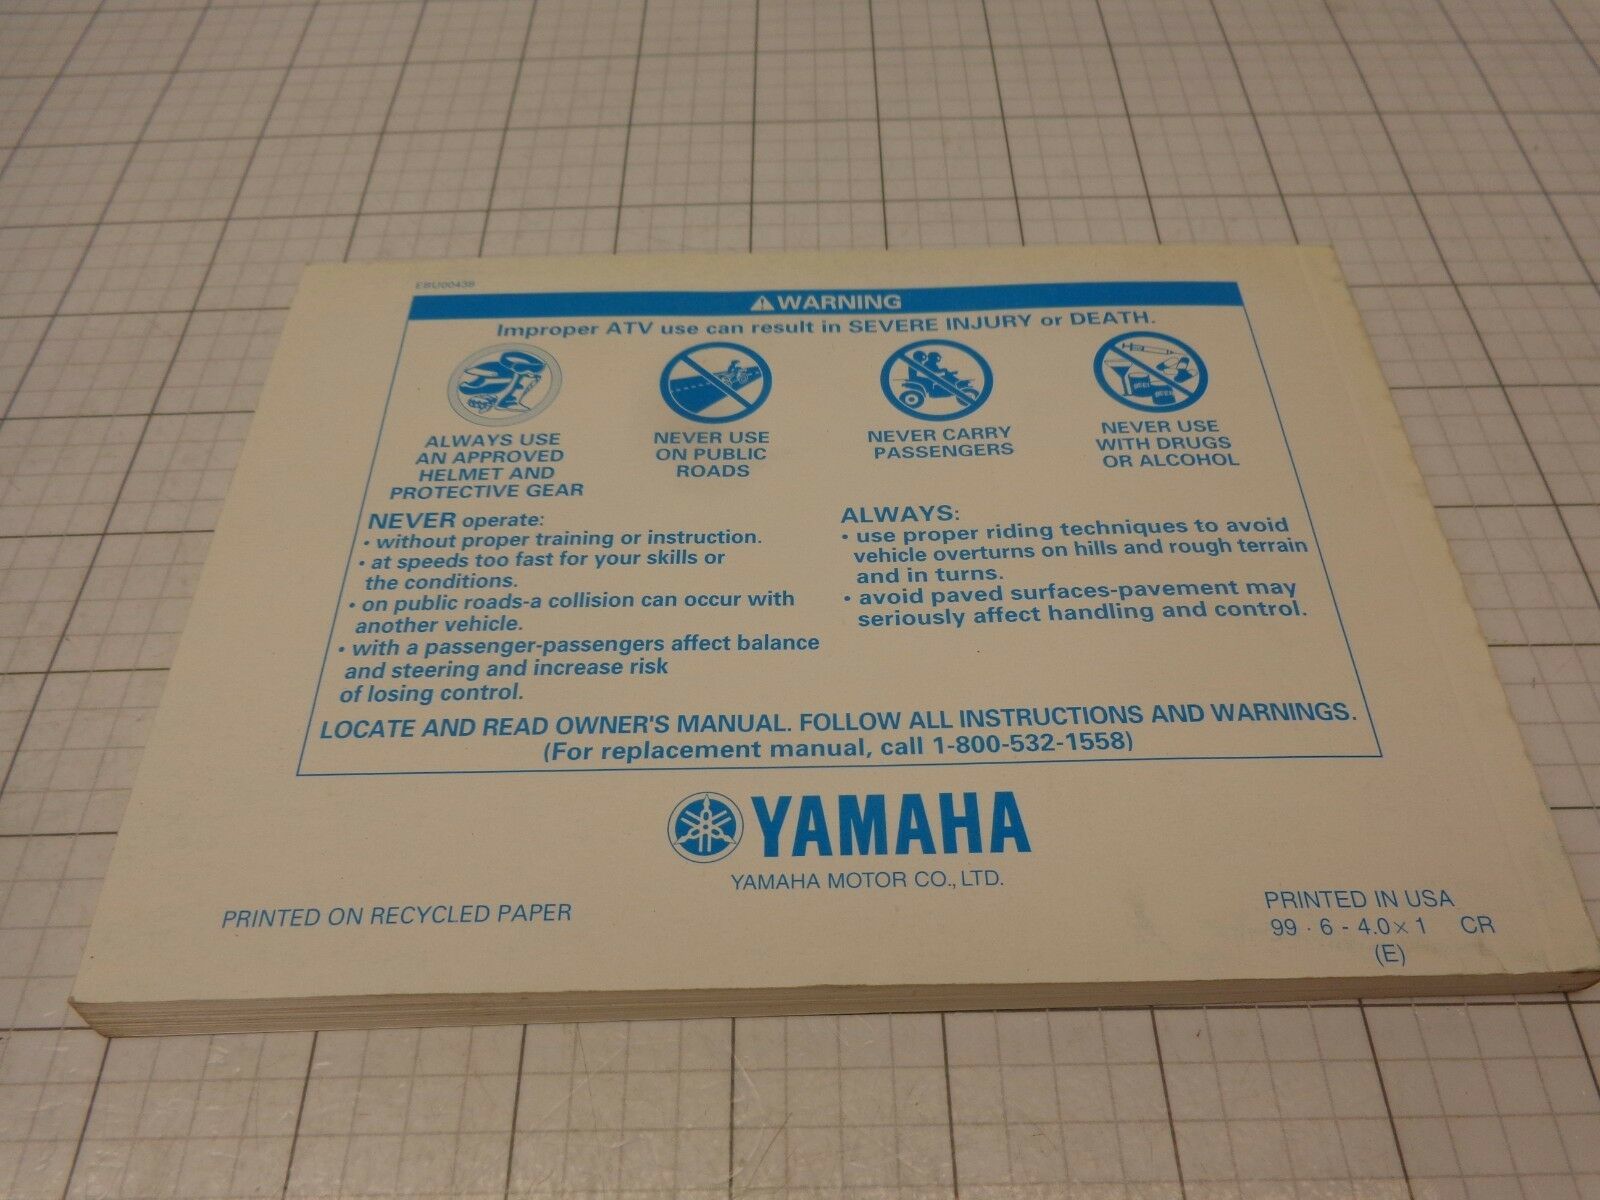 EBU00438
WARNING
Improper ATV use can result in SEVERE INJURY or DEATH.
ALWAYS USE
AN APPROVED
HELMET AND
PROTECTIVE GEAR
NEVER USE
ON PUBLIC
ROADS
NEVER CARRY
PASSENGERS
NEVER USE
WITH DRUGS
OR ALCOHOL
NEVER operate:
• without proper training or instruction.
• at speeds too fast for your skills or
the conditions.
• on public roads-a collision can occur with
another vehicle.
• with a passenger-passengers affect balance
and steering and increase risk
of losing control.
ALWAYS:
• use proper riding techniques to avoid
vehicle overturns on hills and rough terrain
and in turns.
• avoid paved surfaces-pavement may
seriously affect handling and control.
LOCATE AND READ OWNER'S MANUAL. FOLLOW ALL INSTRUCTIONS AND WARNINGS.
(For replacement manual, call 1-800-532-1558)
YAMAHA
YAMAHA MOTOR CO., LTD.
PRINTED ON RECYCLED PAPER
PRINTED IN USA
99 · 6 - 4.0 × 1 CR
(E)